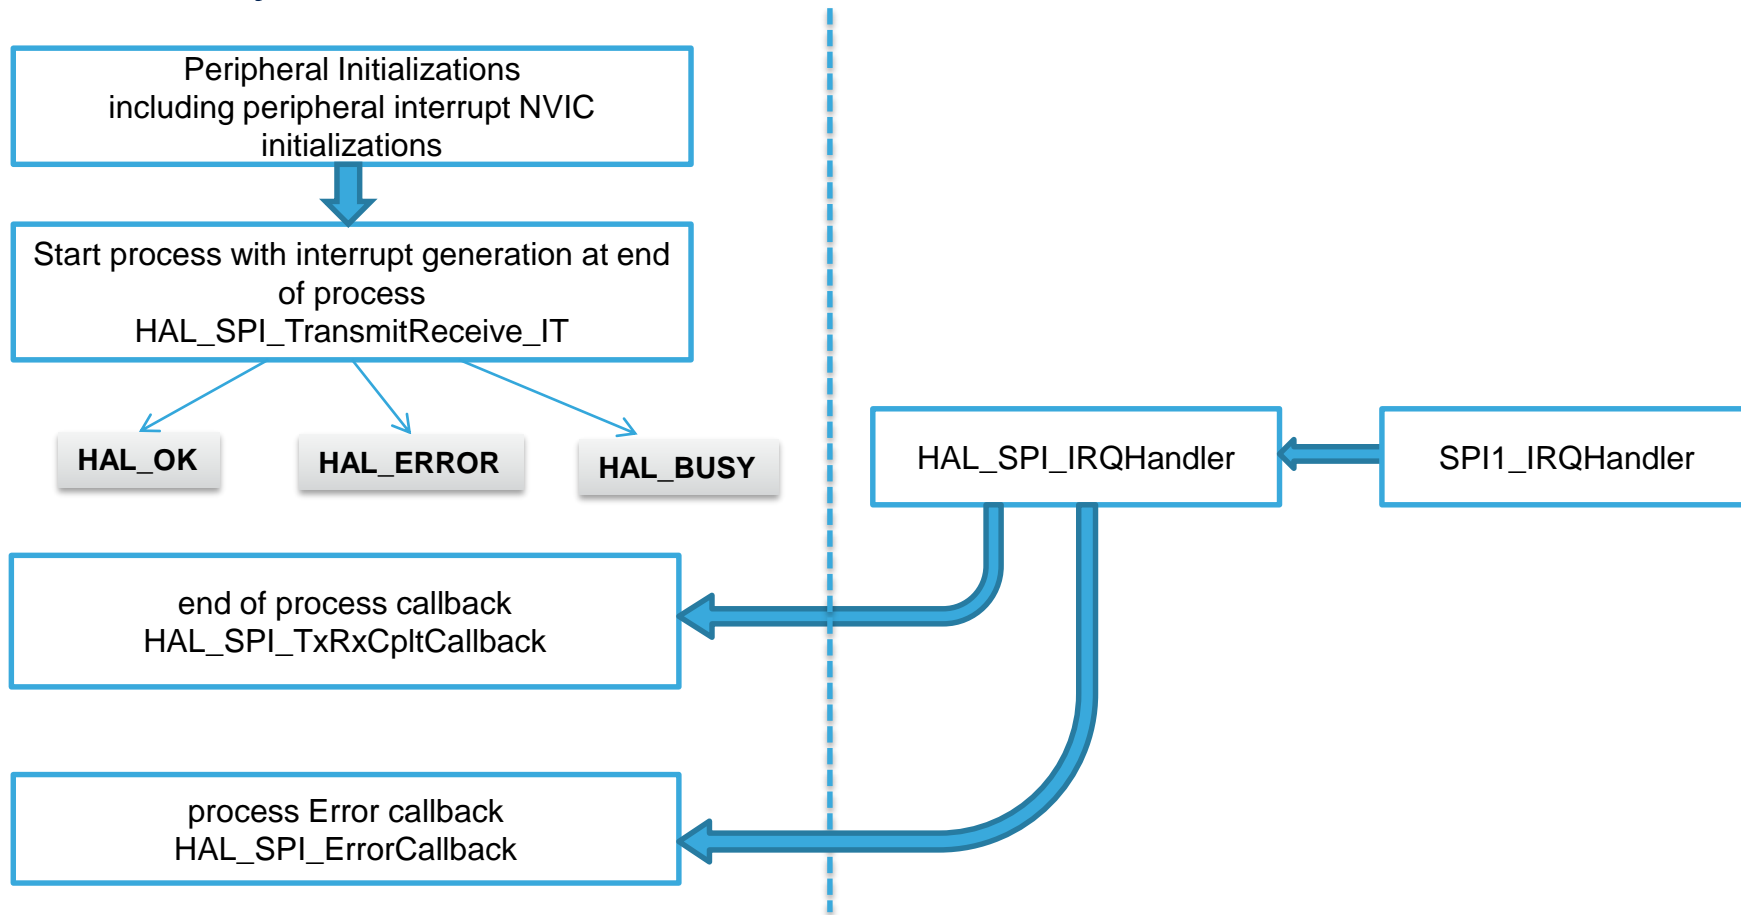 Peripheral Initializations
including peripheral interrupt NVIC
initializations
Start process with interrupt generation at end
of process
HAL_SPI_TransmitReceive_IT
HAL_OK
HAL_ERROR
HAL_BUSY
HAL_SPI_IRQHandler
SPI1_IRQHandler
end of process callback
HAL_SPI_TxRxCpltCallback
process Error callback
HAL_SPI_ErrorCallback